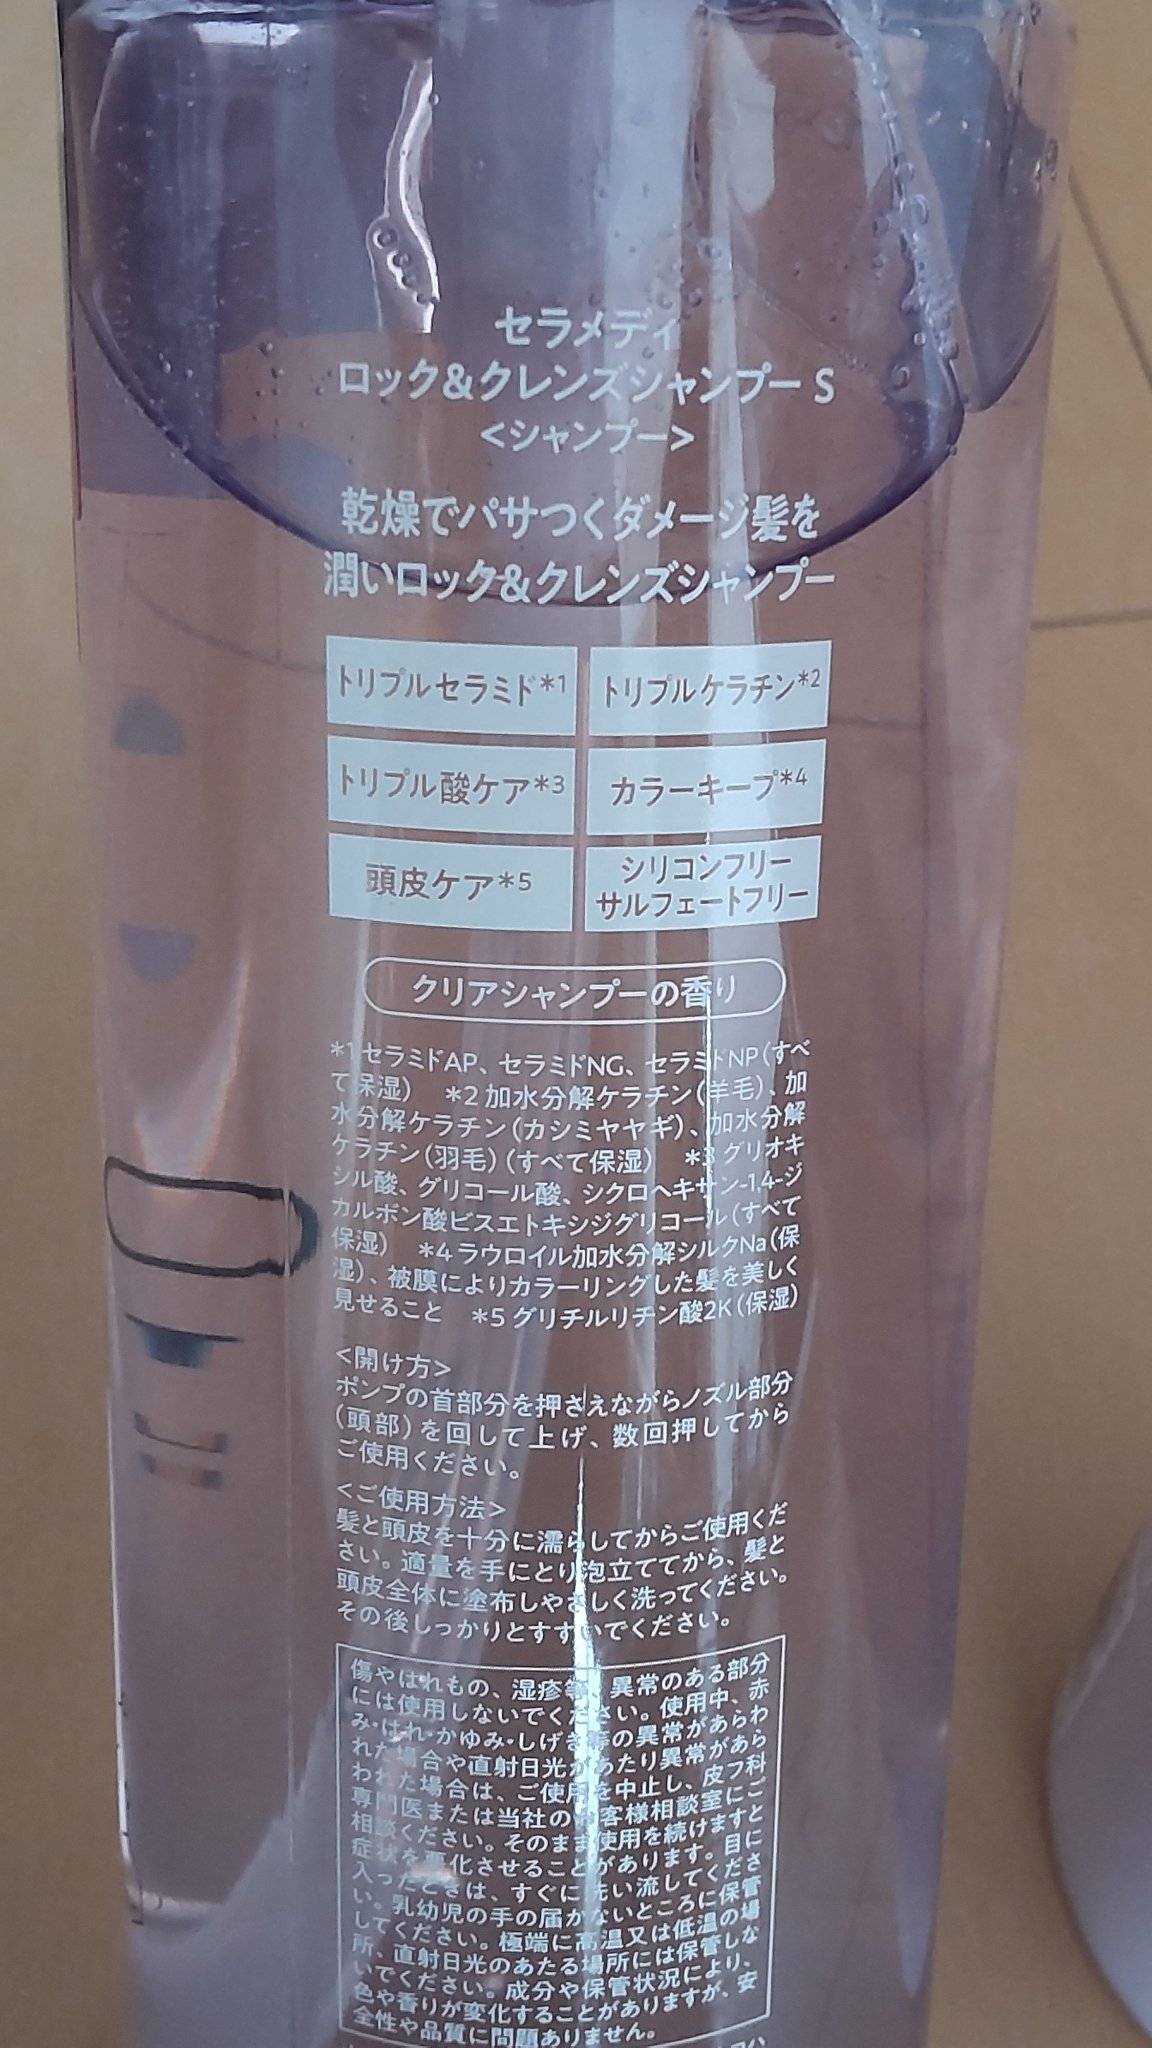 セラメディ
ロック&クレンズシャンプー S
<シャンプー>
乾燥でパサつくダメージ髪を
潤いロック&クレンズシャンプー
トリプルセラミド*1
トリプルケラチン*2
トリプル酸ケア*3
カラーキープ*4
頭皮ケア*5
シリコンフリー
サルフェートフリー
クリアシャンプーの香り
*1 セラミドAP、セラミドNG、セラミドNP(すべ
て保湿) *2 加水分解ケラチン(羊毛)、加
水分解ケラチン(カシミヤヤギ)、加水分解
ケラチン(羽毛)(すべて保湿) *3 グリオキ
シル酸、グリコール酸、シクロヘキサン-1,4-ジ
カルボン酸ビスエトキシジグリコール(すべて
保湿) *4 ラウロイル加水分解シルクNa(保
湿)、被膜によりカラーリングした髪を美しく
見せること *5 グリチルリチン酸2K(保湿)
<開け方>
ポンプの首部分を押さえながらノズル部分
(頭部)を回して上げ、数回押してから
ご使用ください。
<ご使用方法>
髪と頭皮を十分に濡らしてからご使用くだ
さい。適量を手にとり泡立ててから、髪と
頭皮全体に塗布しやさしく洗ってください。
その後しっかりとすすいでください。
傷やはれもの、湿疹等、異常のある部分
には使用しないでください。使用中、赤
み・はれ・かゆみ・しげき等の異常があらわ
れた場合や直射日光があたり異常があら
われた場合は、ご使用を中止し、皮フ科
専門医または当社のお客様相談室にご
相談ください。そのまま使用を続けますと
症状を悪化させることがあります。目に
入ったときは、すぐに洗い流してくださ
い。乳幼児の手の届かないところに保管
してください。極端に高温又は低温の場
所、直射日光のあたる場所には保管しな
いでください。成分や保管状況により、
色や香りが変化することがありますが、安
全性や品質に問題ありません。